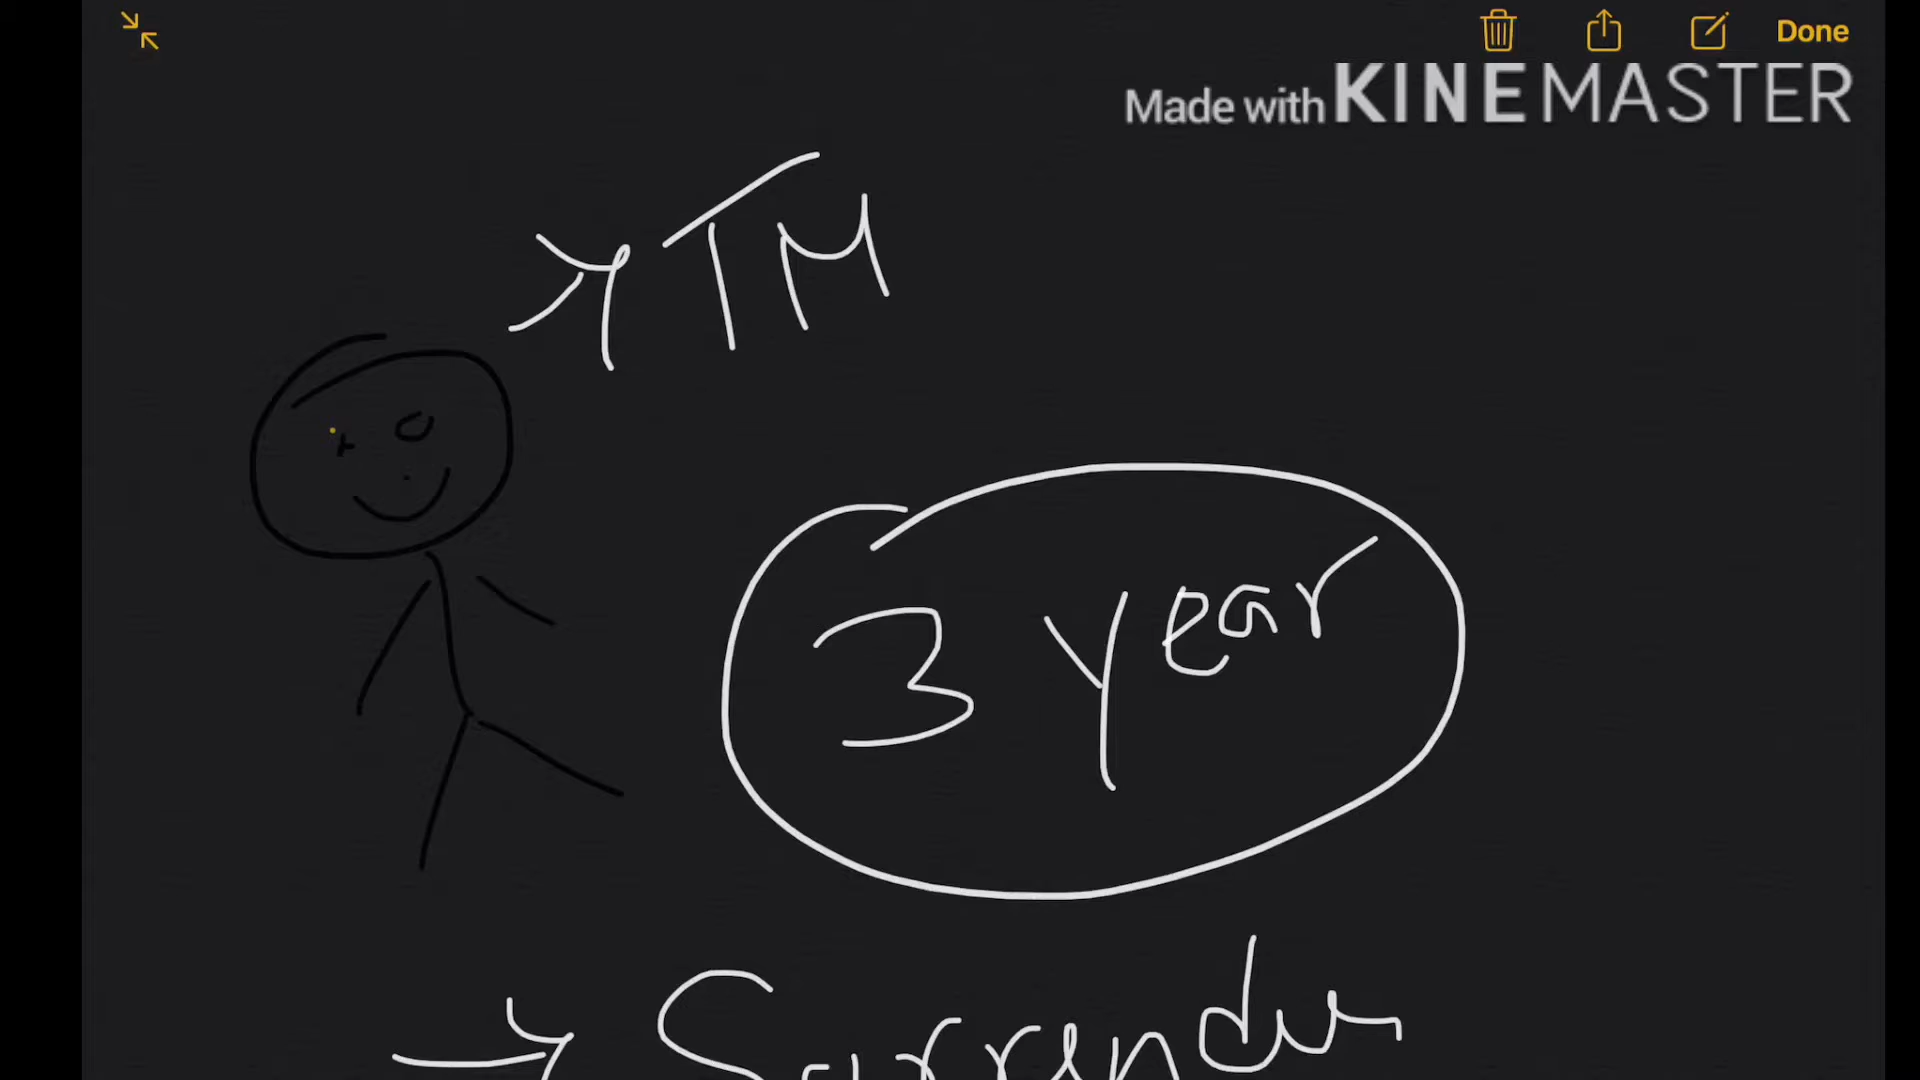 Done
Made with KINEMASTER
YTM
3 year
→ Surrender